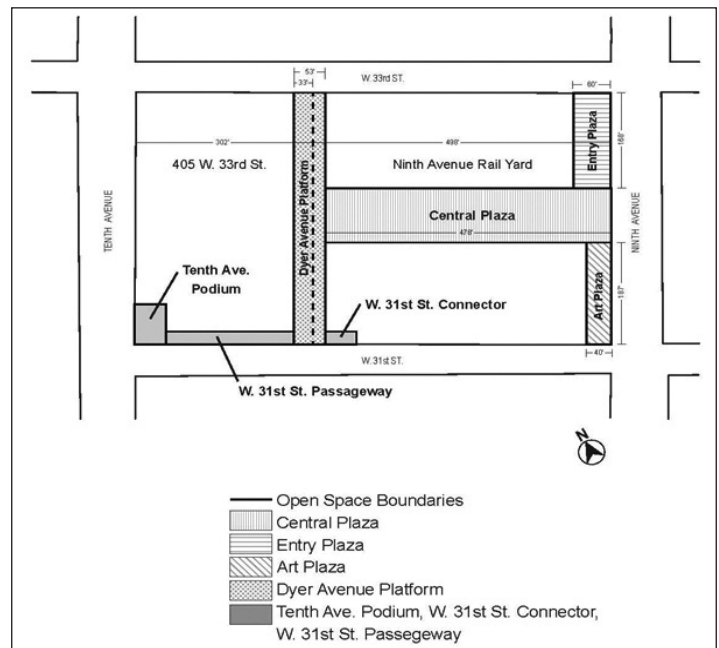 W. 33rd ST.
53'
33'
60'
302'
498'
168'
405 W. 33rd St.
Ninth Avenue Rail Yard
Entry Plaza
Dyer Avenue Platform
Central Plaza
478'
TENTH AVENUE
NINTH AVENUE
Tenth Ave.
Podium
W. 31st St. Connector
Art Plaza
167'
40'
W. 31st ST.
W. 31st St. Passageway
N
Open Space Boundaries
Central Plaza
Entry Plaza
Art Plaza
Dyer Avenue Platform
Tenth Ave. Podium, W. 31st St. Connector,
W. 31st St. Passegeway